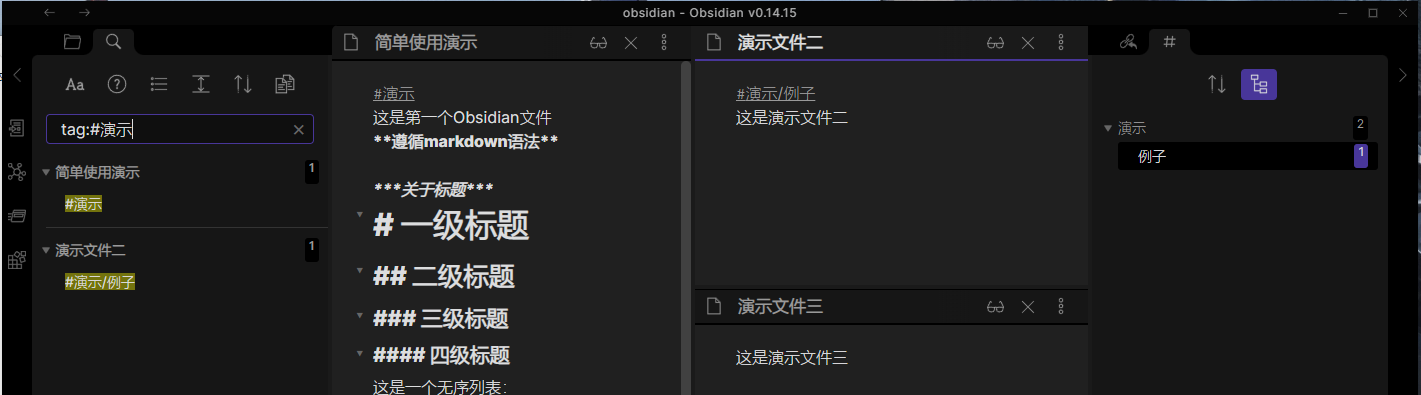 obsidian - Obsidian v0.14.15
Aa
tag:#演示
简单使用演示 1
#演示
演示文件二 1
#演示/例子
简单使用演示
#演示
这是第一个Obsidian文件
**遵循markdown语法**
***关于标题***
# 一级标题
## 二级标题
### 三级标题
#### 四级标题
这是一个无序列表:
演示文件二
#演示/例子
这是演示文件二
演示文件三
这是演示文件三
演示 2
例子 1